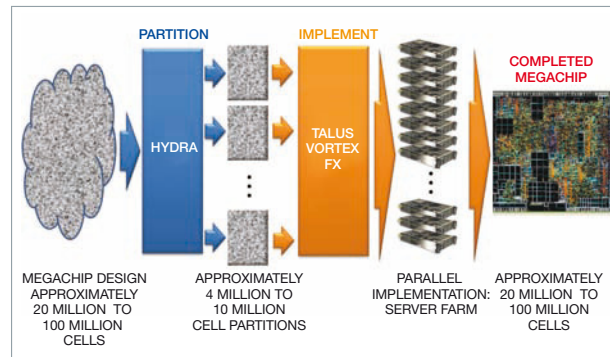 PARTITION
IMPLEMENT
COMPLETED
MEGACHIP
HYDRA
TALUS
VORTEX
FX
MEGACHIP DESIGN
APPROXIMATELY
20 MILLION TO
100 MILLION
CELLS
APPROXIMATELY
4 MILLION TO
10 MILLION
CELL PARTITIONS
PARALLEL
IMPLEMENTATION:
SERVER FARM
APPROXIMATELY
20 MILLION TO
100 MILLION
CELLS